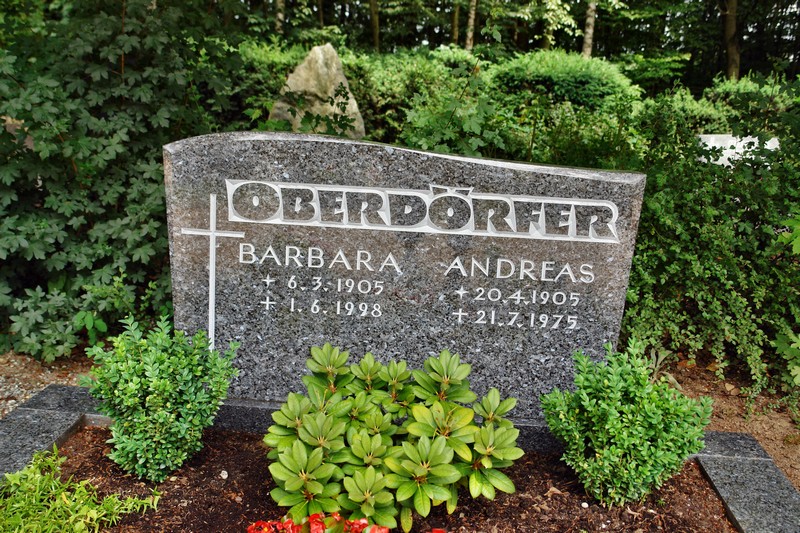 OBERDÖRFER
BARBARA ANDREAS
+ 6.3.1905 + 20.4.1905
+ 1.6.1998 + 21.7.1975